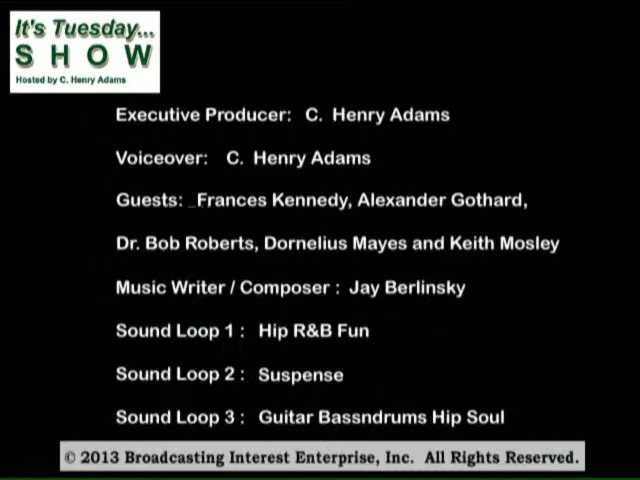 It's Tuesday...
S H O W
Hosted by C. Henry Adams
Executive Producer: C. Henry Adams
Voiceover: C. Henry Adams
Guests: _Frances Kennedy, Alexander Gothard,
Dr. Bob Roberts, Dornelius Mayes and Keith Mosley
Music Writer / Composer : Jay Berlinsky
Sound Loop 1 : Hip R&B Fun
Sound Loop 2 : Suspense
Sound Loop 3 : Guitar Bassndrums Hip Soul
© 2013 Broadcasting Interest Enterprise, Inc. All Rights Reserved.